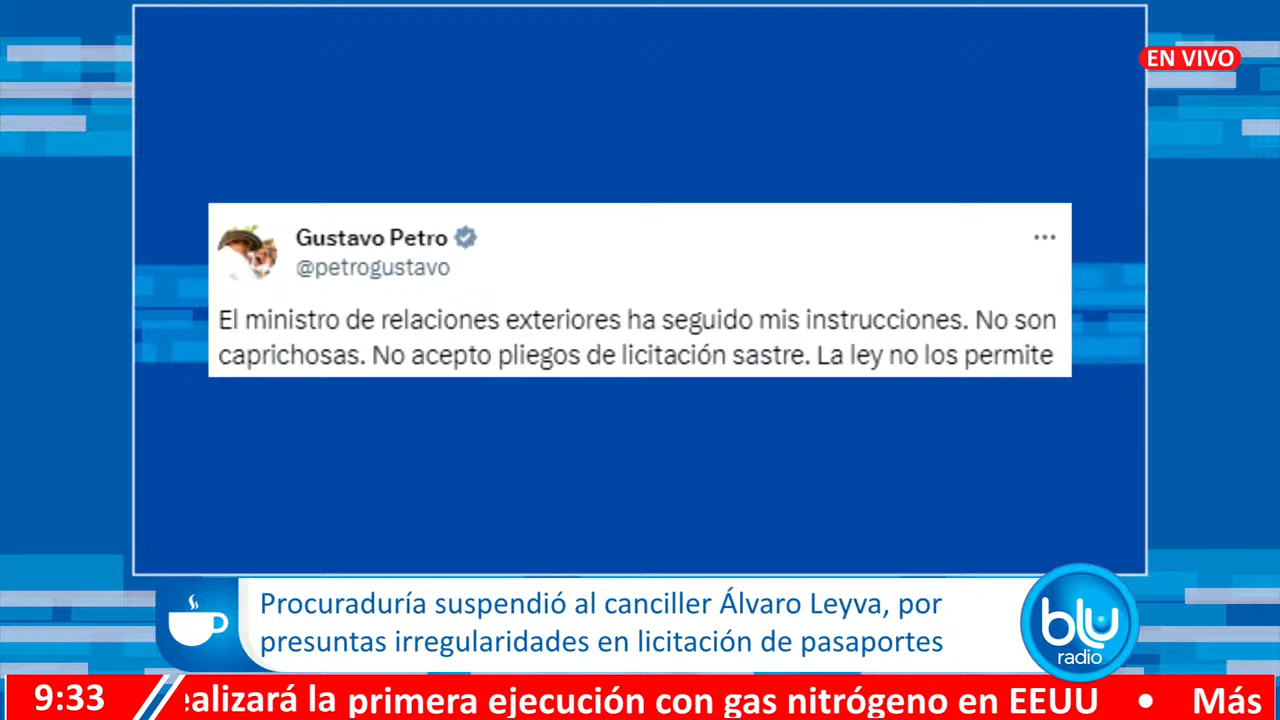 EN VIVO
Gustavo Petro
@petrogustavo
El ministro de relaciones exteriores ha seguido mis instrucciones. No son
caprichosas. No acepto pliegos de licitación sastre. La ley no los permite
Procuraduría suspendió al canciller Álvaro Leyva, por
presuntas irregularidades en licitación de pasaportes
blu
radio
9:33 ealizará la primera ejecución con gas nitrógeno en EEUU • Más